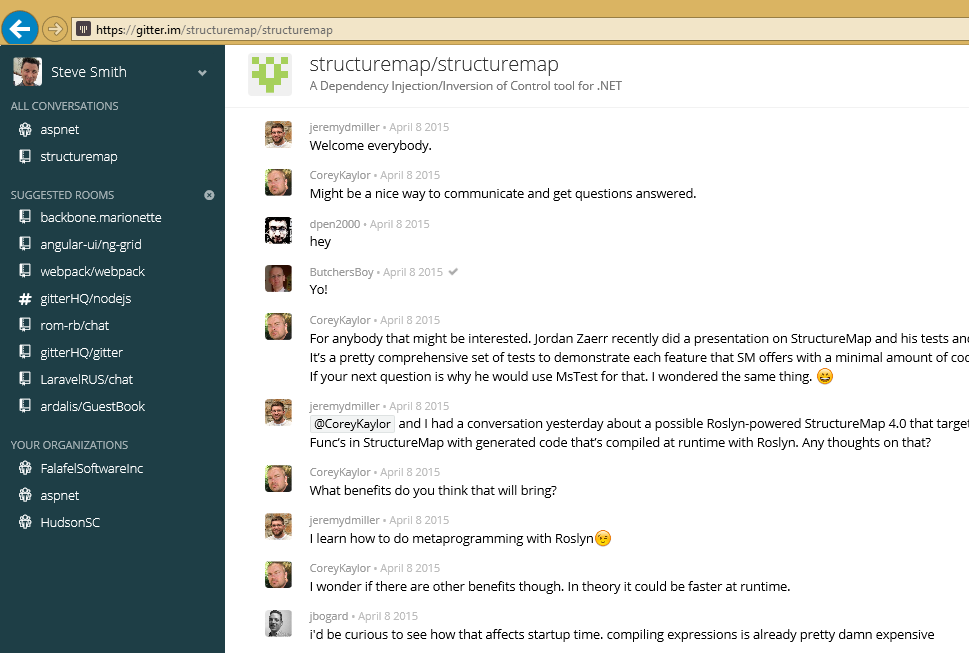 https://gitter.im/structuremap/structuremap
Steve Smith
ALL CONVERSATIONS
aspnet
structuremap
SUGGESTED ROOMS
backbone.marionette
angular-ui/ng-grid
webpack/webpack
gitterHQ/nodejs
rom-rb/chat
gitterHQ/gitter
LaravelRUS/chat
ardalis/GuestBook
YOUR ORGANIZATIONS
FalafelSoftwareInc
aspnet
HudsonSC
structuremap/structuremap
A Dependency Injection/Inversion of Control tool for .NET
jeremydmiller • April 8 2015
Welcome everybody.
CoreyKaylor • April 8 2015
Might be a nice way to communicate and get questions answered.
dpen2000 • April 8 2015
hey
ButchersBoy • April 8 2015
Yo!
CoreyKaylor • April 8 2015
For anybody that might be interested. Jordan Zaerr recently did a presentation on StructureMap and his tests and
It's a pretty comprehensive set of tests to demonstrate each feature that SM offers with a minimal amount of
If your next question is why he would use MsTest for that. I wondered the same thing. 😄
jeremydmiller • April 8 2015
@CoreyKaylor and I had a conversation yesterday about a possible Roslyn-powered StructureMap 4.0 that
Func's in StructureMap with generated code that's compiled at runtime with Roslyn. Any thoughts on that?
CoreyKaylor • April 8 2015
What benefits do you think that will bring?
jeremydmiller • April 8 2015
I learn how to do metaprogramming with Roslyn😉
CoreyKaylor • April 8 2015
I wonder if there are other benefits though. In theory it could be faster at runtime.
jbogard • April 8 2015
i'd be curious to see how that affects startup time. compiling expressions is already pretty damn expensive